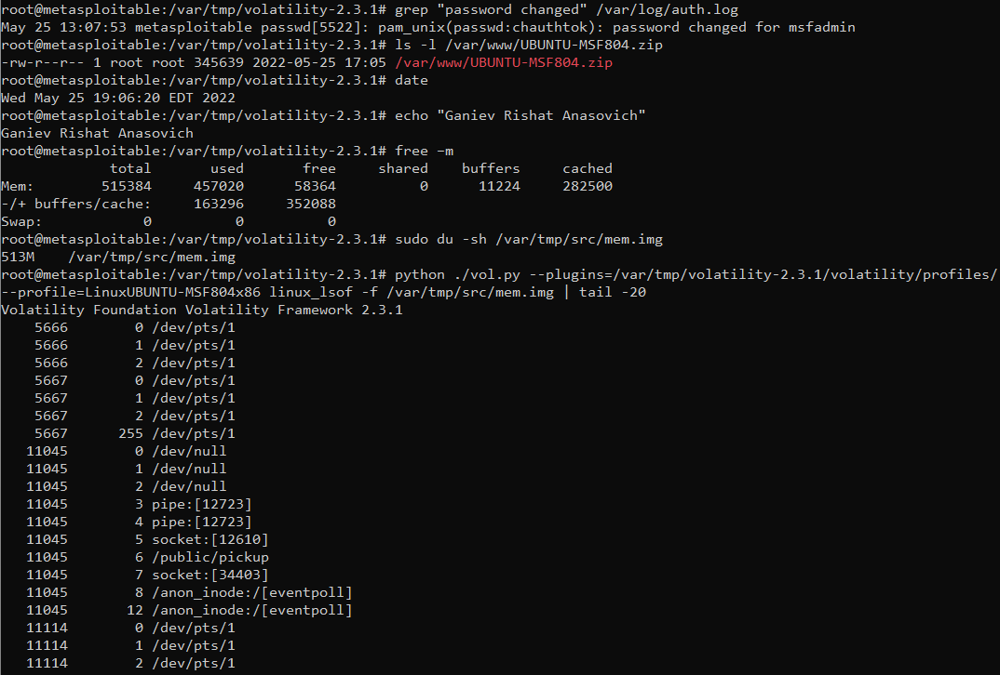 root@metasploitable:/var/tmp/volatility-2.3.1# grep "password changed" /var/log/auth.log
May 25 13:07:53 metasploitable passwd[5522]: pam_unix(passwd:chauthtok): password changed for msfadmin
root@metasploitable:/var/tmp/volatility-2.3.1# ls -l /var/www/UBUNTU-MSF804.zip
-rw-r--r-- 1 root root 345639 2022-05-25 17:05 /var/www/UBUNTU-MSF804.zip
root@metasploitable:/var/tmp/volatility-2.3.1# date
Wed May 25 19:06:20 EDT 2022
root@metasploitable:/var/tmp/volatility-2.3.1# echo "Ganiev Rishat Anasovich"
Ganiev Rishat Anasovich
root@metasploitable:/var/tmp/volatility-2.3.1# free –m
             total       used       free     shared    buffers     cached
Mem:        515384     457020      58364          0      11224     282500
-/+ buffers/cache:     163296     352088
Swap:            0          0          0
root@metasploitable:/var/tmp/volatility-2.3.1# sudo du -sh /var/tmp/src/mem.img
513M    /var/tmp/src/mem.img
root@metasploitable:/var/tmp/volatility-2.3.1# python ./vol.py --plugins=/var/tmp/volatility-2.3.1/volatility/profiles/
--profile=LinuxUBUNTU-MSF804x86 linux_lsof -f /var/tmp/src/mem.img | tail -20
Volatility Foundation Volatility Framework 2.3.1
    5666        0 /dev/pts/1
    5666        1 /dev/pts/1
    5666        2 /dev/pts/1
    5667        0 /dev/pts/1
    5667        1 /dev/pts/1
    5667        2 /dev/pts/1
    5667      255 /dev/pts/1
   11045        0 /dev/null
   11045        1 /dev/null
   11045        2 /dev/null
   11045        3 pipe:[12723]
   11045        4 pipe:[12723]
   11045        5 socket:[12610]
   11045        6 /public/pickup
   11045        7 socket:[34403]
   11045        8 /anon_inode:/[eventpoll]
   11045       12 /anon_inode:/[eventpoll]
   11114        0 /dev/pts/1
   11114        1 /dev/pts/1
   11114        2 /dev/pts/1